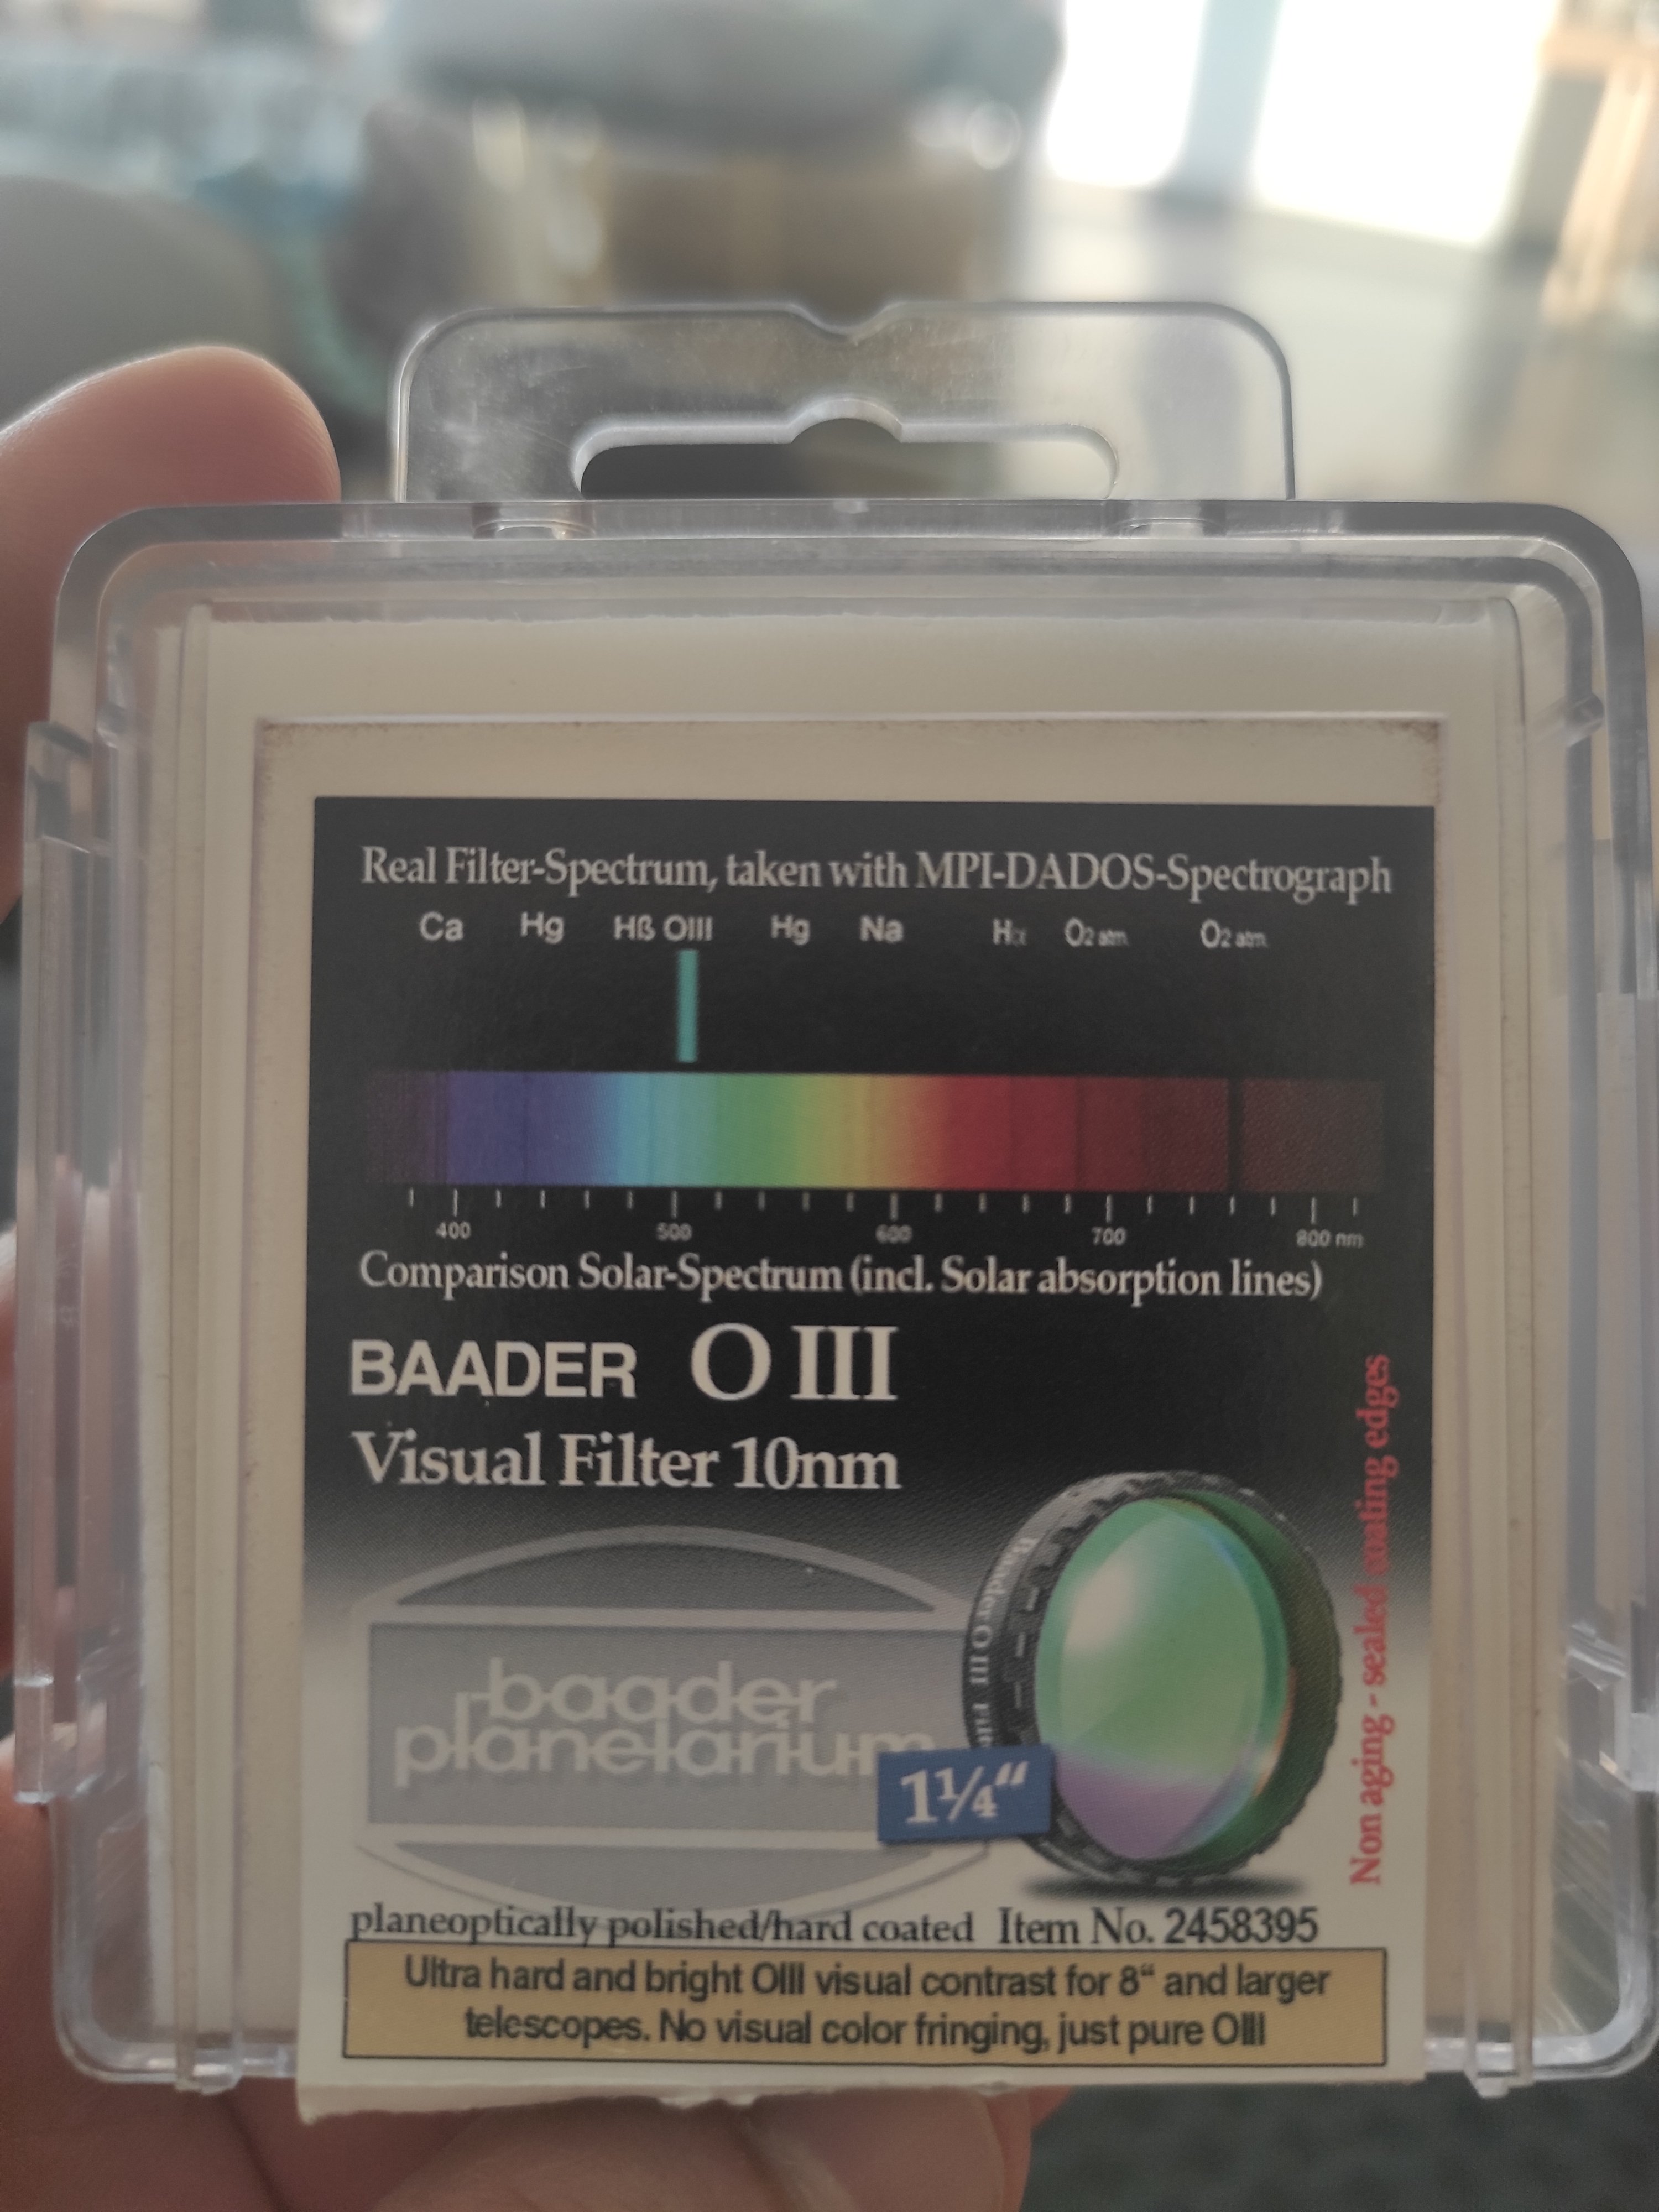 Real Filter-Spectrum, taken with MPI-DADOS-Spectrograph
Ca Hg Hß OIII Hg Na Hα O2 atm. O2 atm.
400 500 600 700 800 nm
Comparison Solar-Spectrum (incl. Solar absorption lines)
BAADER O III
Visual Filter 10nm
Non aging - sealed coating edges
Baader O III
baader
planetarium
1¼“
planeoptically polished/hard coated Item No. 2458395
Ultra hard and bright OIII visual contrast for 8“ and larger
telescopes. No visual color fringing, just pure OIII